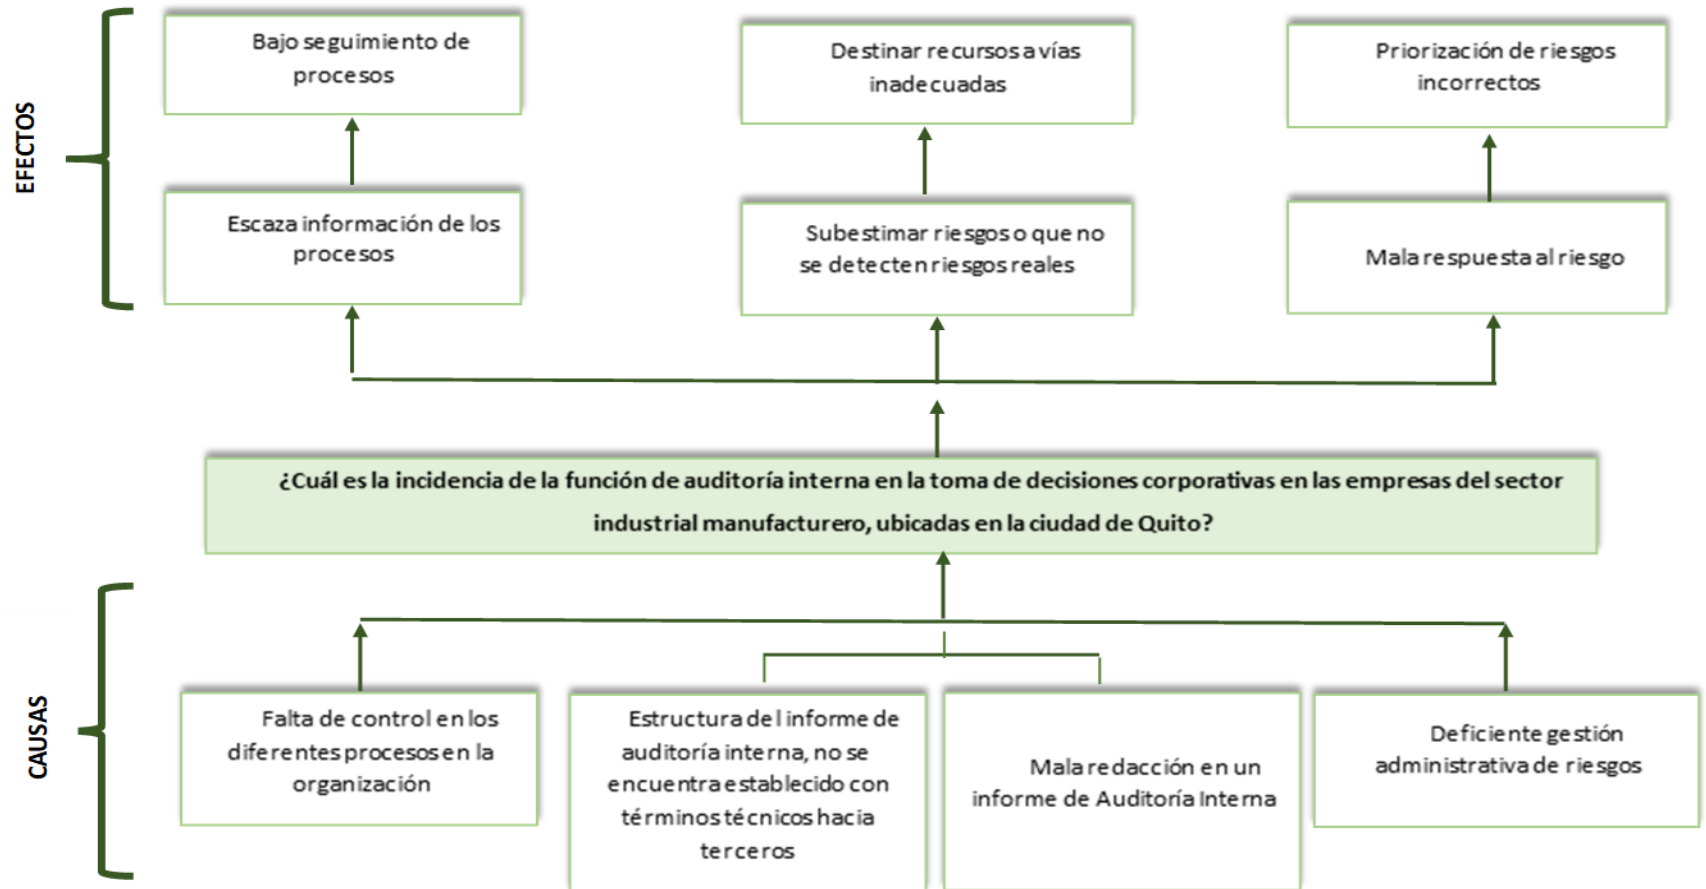 EFECTOS
Bajo seguimiento de
procesos
Destinar recursos a vías
inadecuadas
Priorización de riesgos
incorrectos
Escaza información de los
procesos
Subestimar riesgos o que no
se detecten riesgos reales
Mala respuesta al riesgo
¿Cuál es la incidencia de la función de auditoría interna en la toma de decisiones corporativas en las empresas del sector
industrial manufacturero, ubicadas en la ciudad de Quito?
CAUSAS
Falta de control en los
diferentes procesos en la
organización
Estructura del informe de
auditoría interna, no se
encuentra establecido con
términos técnicos hacia
terceros
Mala redacción en un
informe de Auditoría Interna
Deficiente gestión
administrativa de riesgos